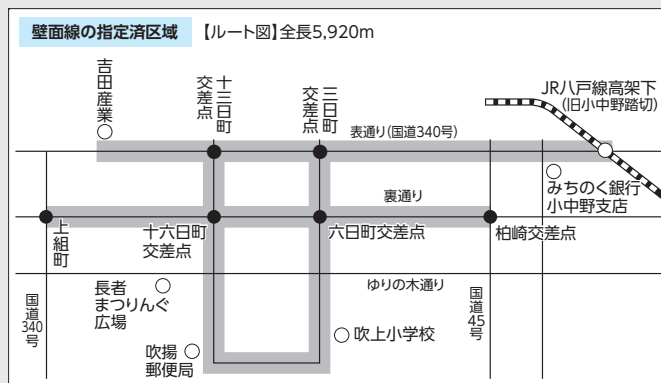 壁面線の指定済区域 【ルート図】全長5,920m
吉田産業
十三日町
交差点
三日町
交差点
JR八戸線高架下
(旧小中野踏切)
表通り(国道340号)
みちのく銀行
小中野支店
裏通り
上組町
十六日町
交差点
六日町交差点
柏崎交差点
ゆりの木通り
国道
340号
長者
まつりんぐ
広場
国道
45号
吹上小学校
吹揚
郵便局